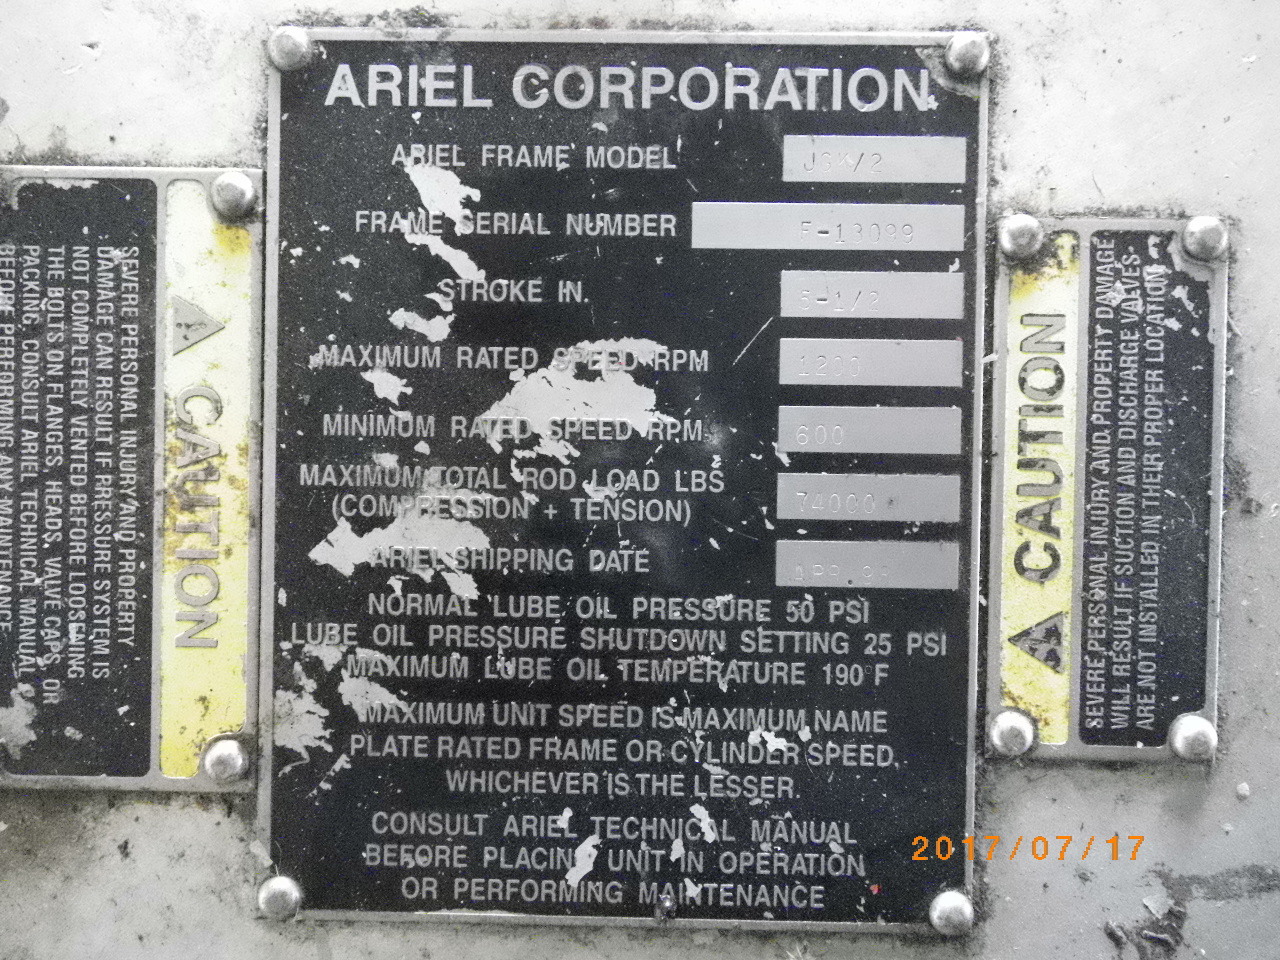 ARIEL CORPORATION
ARIEL FRAME MODEL JGK/2
FRAME SERIAL NUMBER F-13099
STROKE IN. 5-1/2
MAXIMUM RATED SPEED RPM 1200
MINIMUM RATED SPEED RPM 600
MAXIMUM TOTAL ROD LOAD LBS 74000
(COMPRESSION + TENSION)
ARIEL SHIPPING DATE
NORMAL LUBE OIL PRESSURE 50 PSI
LUBE OIL PRESSURE SHUTDOWN SETTING 25 PSI
MAXIMUM LUBE OIL TEMPERATURE 190°F
MAXIMUM UNIT SPEED IS MAXIMUM NAME
PLATE RATED FRAME OR CYLINDER SPEED,
WHICHEVER IS THE LESSER.
CONSULT ARIEL TECHNICAL MANUAL
BEFORE PLACING UNIT IN OPERATION
OR PERFORMING MAINTENANCE
CAUTION
SEVERE PERSONAL INJURY AND PROPERTY
DAMAGE CAN RESULT IF PRESSURE SYSTEM IS
NOT COMPLETELY VENTED BEFORE LOOSENING
THE BOLTS ON FLANGES, HEADS, VALVE CAPS, OR
PACKING. CONSULT ARIEL TECHNICAL MANUAL
BEFORE PERFORMING ANY MAINTENANCE
CAUTION
SEVERE PERSONAL INJURY AND PROPERTY DAMAGE
WILL RESULT IF SUCTION AND DISCHARGE VALVES
ARE NOT INSTALLED IN THEIR PROPER LOCATION
2017/07/17